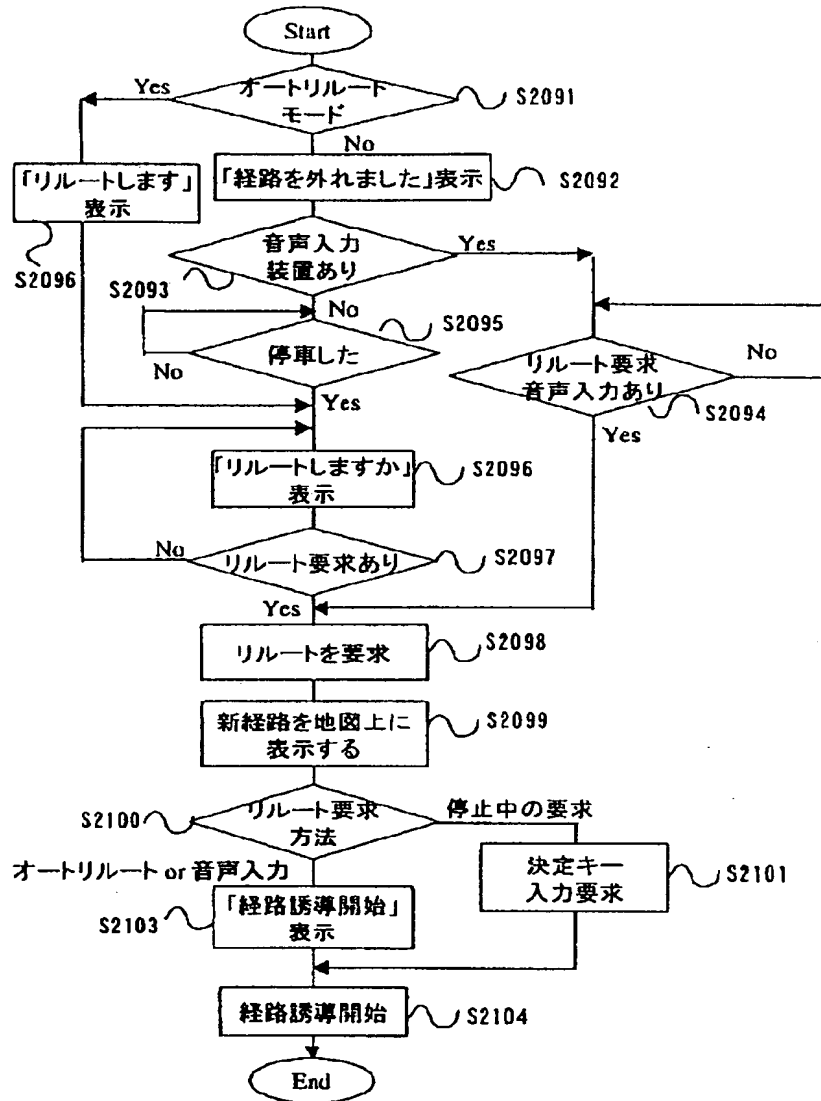 Start
Yes
オートリルート
モード
S2091
No
「リルートします」
表示
S2096
「経路を外れました」表示
S2092
音声入力
装置あり
S2093
Yes
No
S2095
停車した
No
Yes
リルート要求
音声入力あり
No
S2094
Yes
「リルートしますか」
表示
S2096
リルート要求あり
S2097
No
Yes
リルートを要求
S2098
新経路を地図上に
表示する
S2099
S2100
リルート要求
方法
停止中の要求
オートリルート or 音声入力
決定キー
入力要求
S2101
「経路誘導開始」
表示
S2103
経路誘導開始
S2104
End